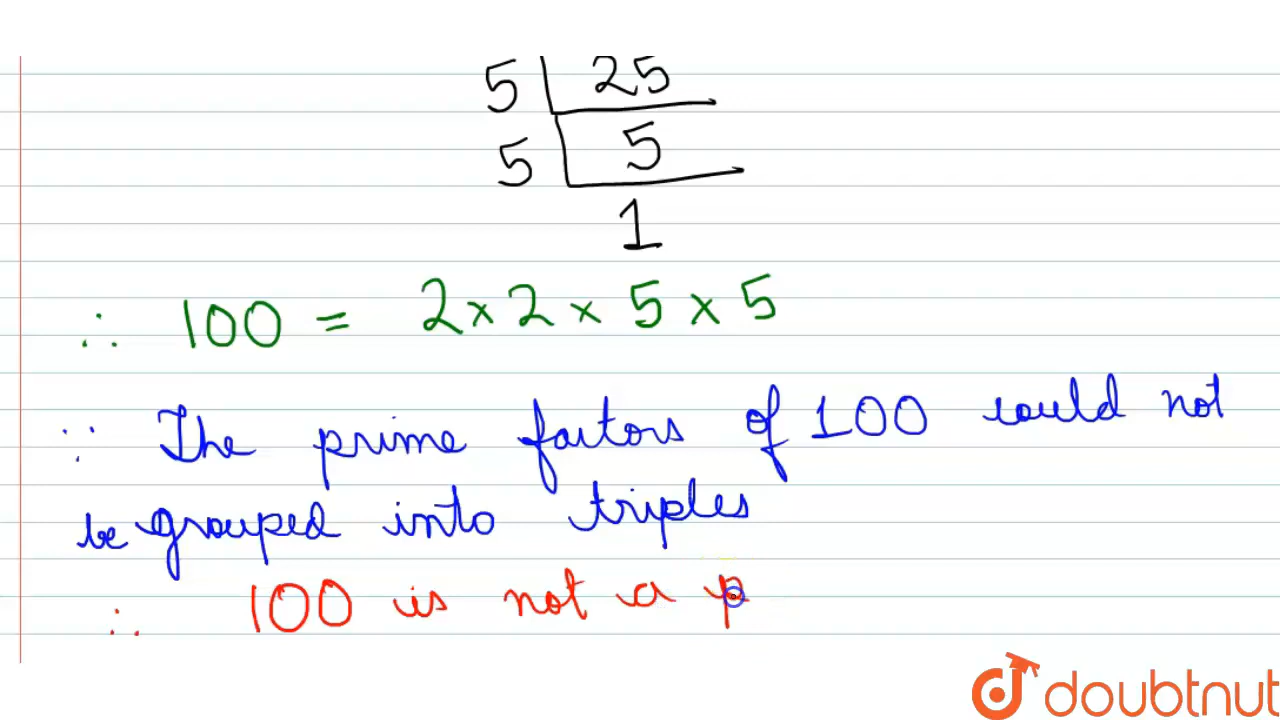 5 | 25
5 | 5
1
∴ 100 = 2 × 2 × 5 × 5
∵ The prime factors of 100 could not
be grouped into triples
∴ 100 is not a p
doubtnut